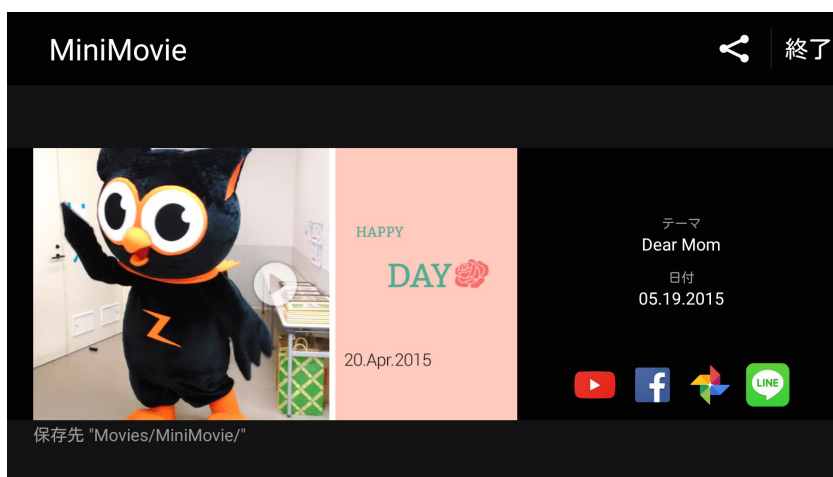 MiniMovie
終了
HAPPY
DAY
20.Apr.2015
テーマ
Dear Mom
日付
05.19.2015
LINE
保存先 "Movies/MiniMovie/"